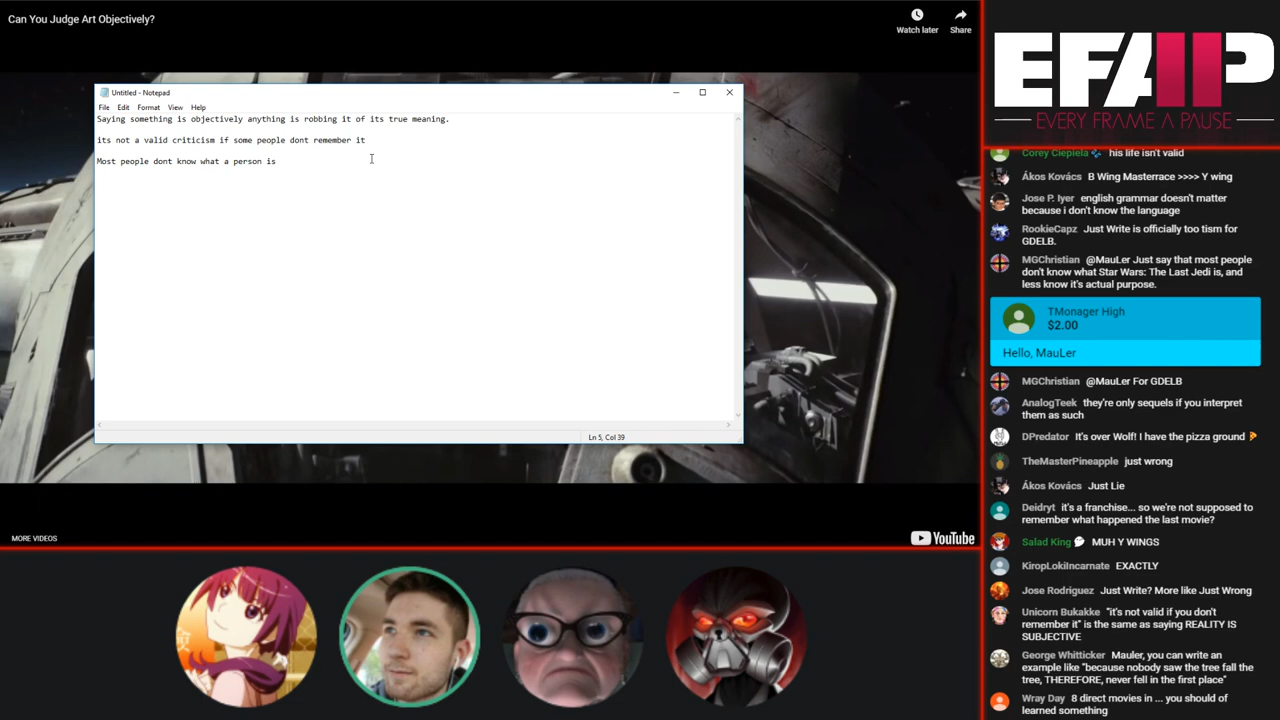 Can You Judge Art Objectively?
Watch later
Share
Untitled - Notepad
File Edit Format View Help
Saying something is objectively anything is robbing it of its true meaning.
its not a valid criticism if some people dont remember it
Most people dont know what a person is
Ln 5, Col 39
MORE VIDEOS
YouTube
EFAP
EVERY FRAME A PAUSE
Corey Ciepiela his life isn't valid
Ákos Kovács B Wing Masterrace >>>> Y wing
Jose P. Iyer english grammar doesn't matter
because i don't know the language
RookieCapz Just Write is officially too tism for
GDELB.
MGChristian @MauLer Just say that most people
don't know what Star Wars: The Last Jedi is, and
less know it's actual purpose.
TMonager High
$2.00
Hello, MauLer
MGChristian @MauLer For GDELB
AnalogTeek they're only sequels if you interpret
them as such
DPredator It's over Wolf! I have the pizza ground 🍕
TheMasterPineapple just wrong
Ákos Kovács Just Lie
Deidryt it's a franchise... so we're not supposed to
remember what happened the last movie?
Salad King MUH Y WINGS
KiropLokiIncarnate EXACTLY
Jose Rodriguez Just Write? More like Just Wrong
Unicorn Bukakke "it's not valid if you don't
remember it" is the same as saying REALITY IS
SUBJECTIVE
George Whitticker Mauler, you can write an
example like "because nobody saw the tree fall the
tree, THEREFORE, never fell in the first place"
Wray Day 8 direct movies in ... you should of
learned something